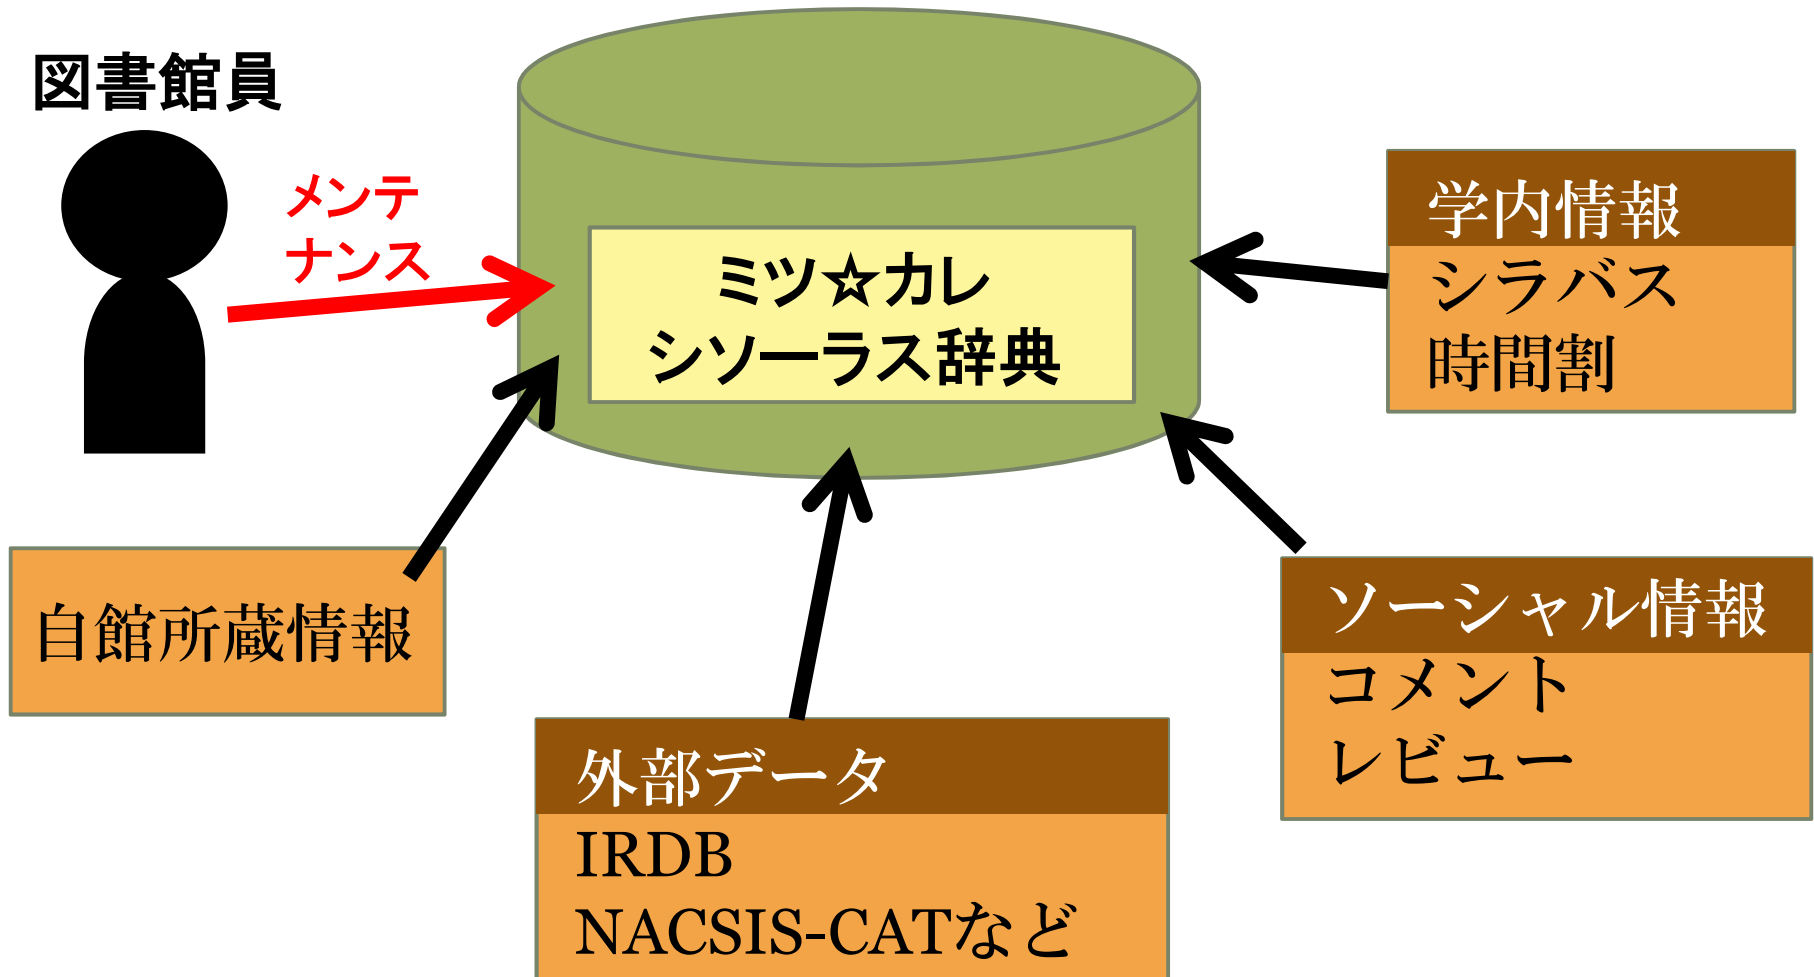 図書館員
メンテ
ナンス
ミツ☆カレ
シソーラス辞典
学内情報
シラバス
時間割
自館所蔵情報
外部データ
IRDB
NACSIS-CATなど
ソーシャル情報
コメント
レビュー